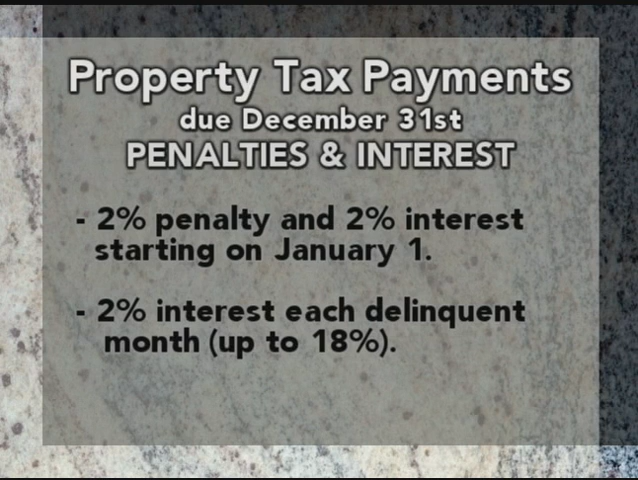 Property Tax Payments
due December 31st
PENALTIES & INTEREST
- 2% penalty and 2% interest
starting on January 1.
- 2% interest each delinquent
month (up to 18%).